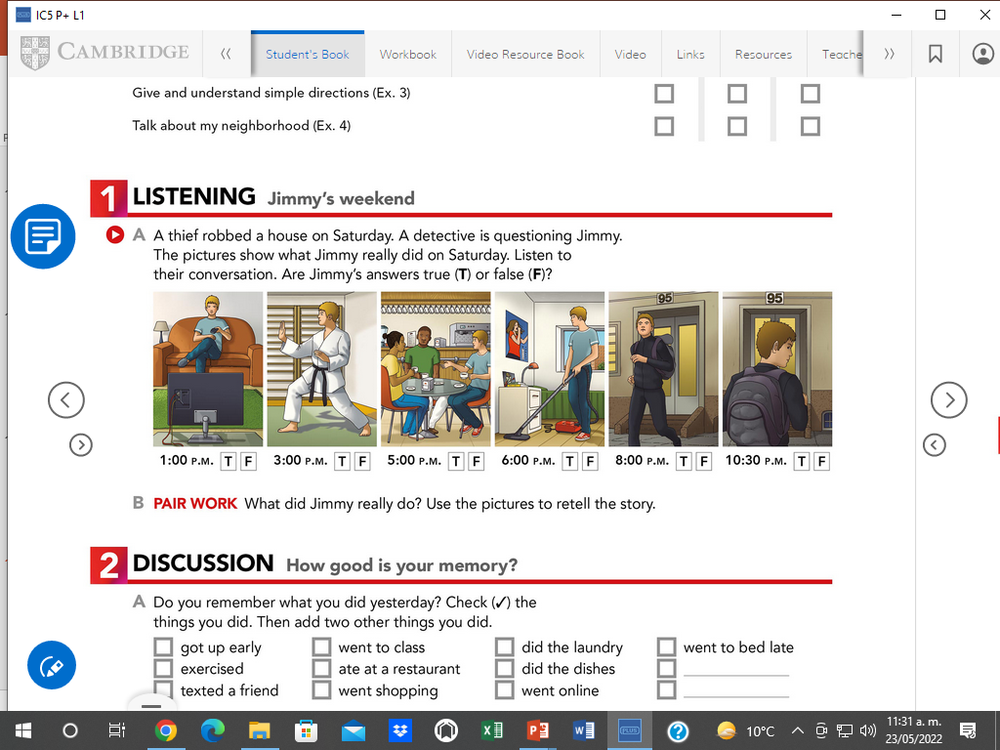 IC5 P+ L1
CAMBRIDGE
Student's Book
Workbook
Video Resource Book
Video
Links
Resources
Teache
Give and understand simple directions (Ex. 3)
Talk about my neighborhood (Ex. 4)
1 LISTENING Jimmy's weekend
A A thief robbed a house on Saturday. A detective is questioning Jimmy.
The pictures show what Jimmy really did on Saturday. Listen to
their conversation. Are Jimmy's answers true (T) or false (F)?
95
95
1:00 P.M. T F
3:00 P.M. T F
5:00 P.M. T F
6:00 P.M. T F
8:00 P.M. T F
10:30 P.M. T F
B PAIR WORK What did Jimmy really do? Use the pictures to retell the story.
2 DISCUSSION How good is your memory?
A Do you remember what you did yesterday? Check (✓) the
things you did. Then add two other things you did.
got up early
went to class
did the laundry
went to bed late
exercised
ate at a restaurant
did the dishes
texted a friend
went shopping
went online
10°C
11:31 a. m.
23/05/2022